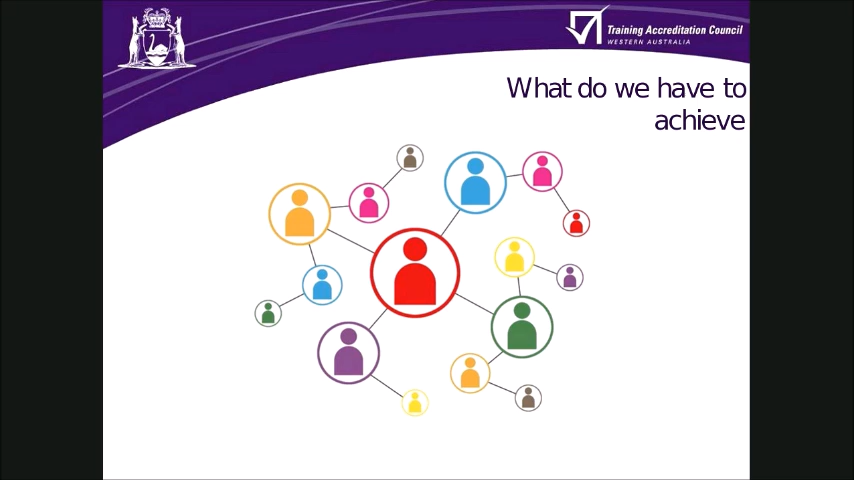 Training Accreditation Council
WESTERN AUSTRALIA
What do we have to
achieve